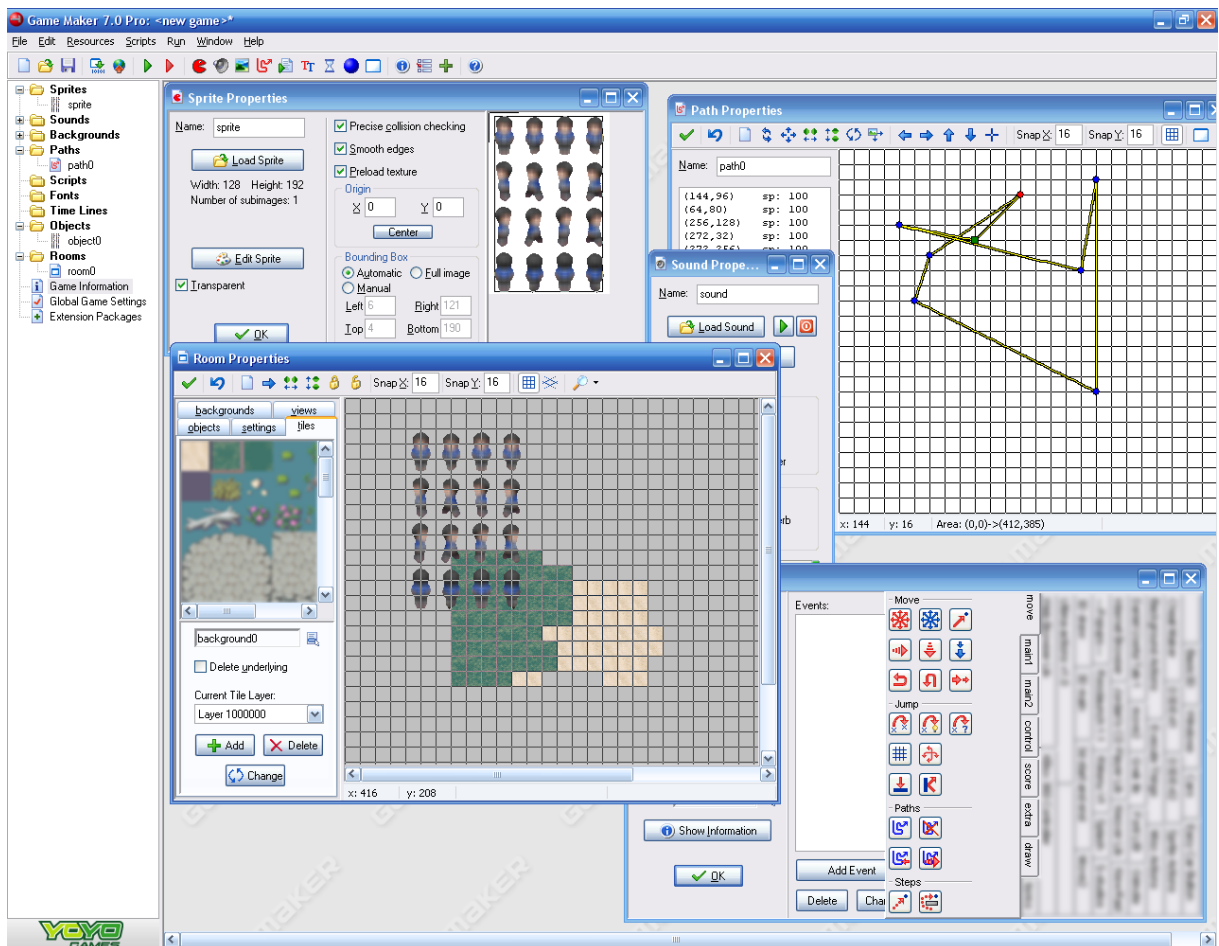 Game Maker 7.0 Pro: <new game>*
File Edit Resources Scripts Run Window Help
Sprites
sprite
Sounds
Backgrounds
Paths
path0
Scripts
Fonts
Time Lines
Objects
object0
Rooms
room0
Game Information
Global Game Settings
Extension Packages
YOYO
GAMES
Sprite Properties
Name: sprite
Load Sprite
Width: 128 Height: 192
Number of subimages: 1
Edit Sprite
Transparent
OK
Precise collision checking
Smooth edges
Preload texture
Origin
X 0 Y 0
Center
Bounding Box
Automatic Full image
Manual
Left 6 Right 121
Top 4 Bottom 190
Path Properties
Snap X: 16 Snap Y: 16
Name: path0
(144,96) sp: 100
(64,80) sp: 100
(256,128) sp: 100
(272,32) sp: 100
(272,256) sp: 100
x: 144 y: 16 Area: (0,0)->(412,385)
Sound Prope...
Name: sound
Load Sound
Room Properties
Snap X: 16 Snap Y: 16
backgrounds views
objects settings tiles
background0
Delete underlying
Current Tile Layer:
Layer 1000000
Add Delete
Change
x: 416 y: 208
Show Information
OK
Events:
Add Event
Delete
Move
Jump
Paths
Steps
move
main1
main2
control
score
extra
draw